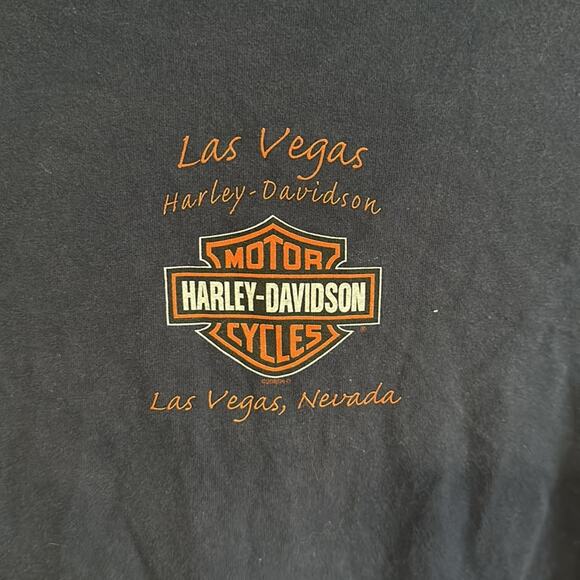 Las Vegas
Harley-Davidson
MOTOR
HARLEY-DAVIDSON
CYCLES
Las Vegas, Nevada